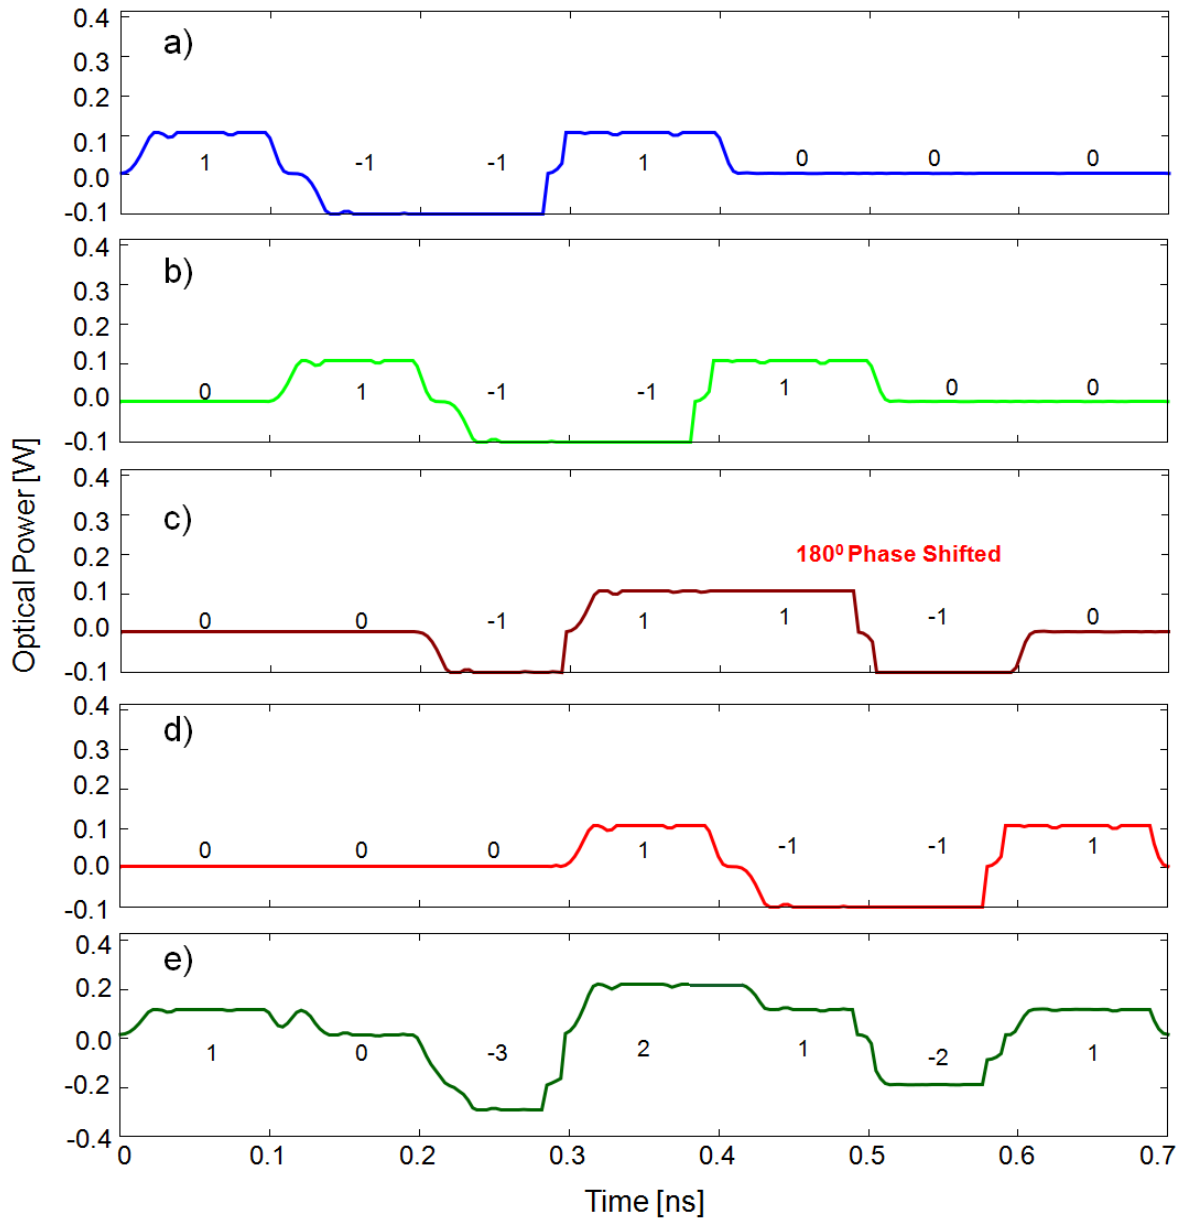 0.4
a)
0.3
0.2
0.1
1 -1 -1 1 0 0 0
0.0
-0.1
0.4
b)
0.3
0.2
0.1
0 1 -1 -1 1 0 0
0.0
-0.1
0.4
c)
0.3
0.2
180⁰ Phase Shifted
0.1
0 0 -1 1 1 -1 0
0.0
-0.1
0.4
d)
0.3
0.2
0.1
0 0 0 1 -1 -1 1
0.0
-0.1
0.4
e)
0.2
0.0
1 0 -3 2 1 -2 1
-0.2
-0.4
0 0.1 0.2 0.3 0.4 0.5 0.6 0.7
Time [ns]
Optical Power [W]